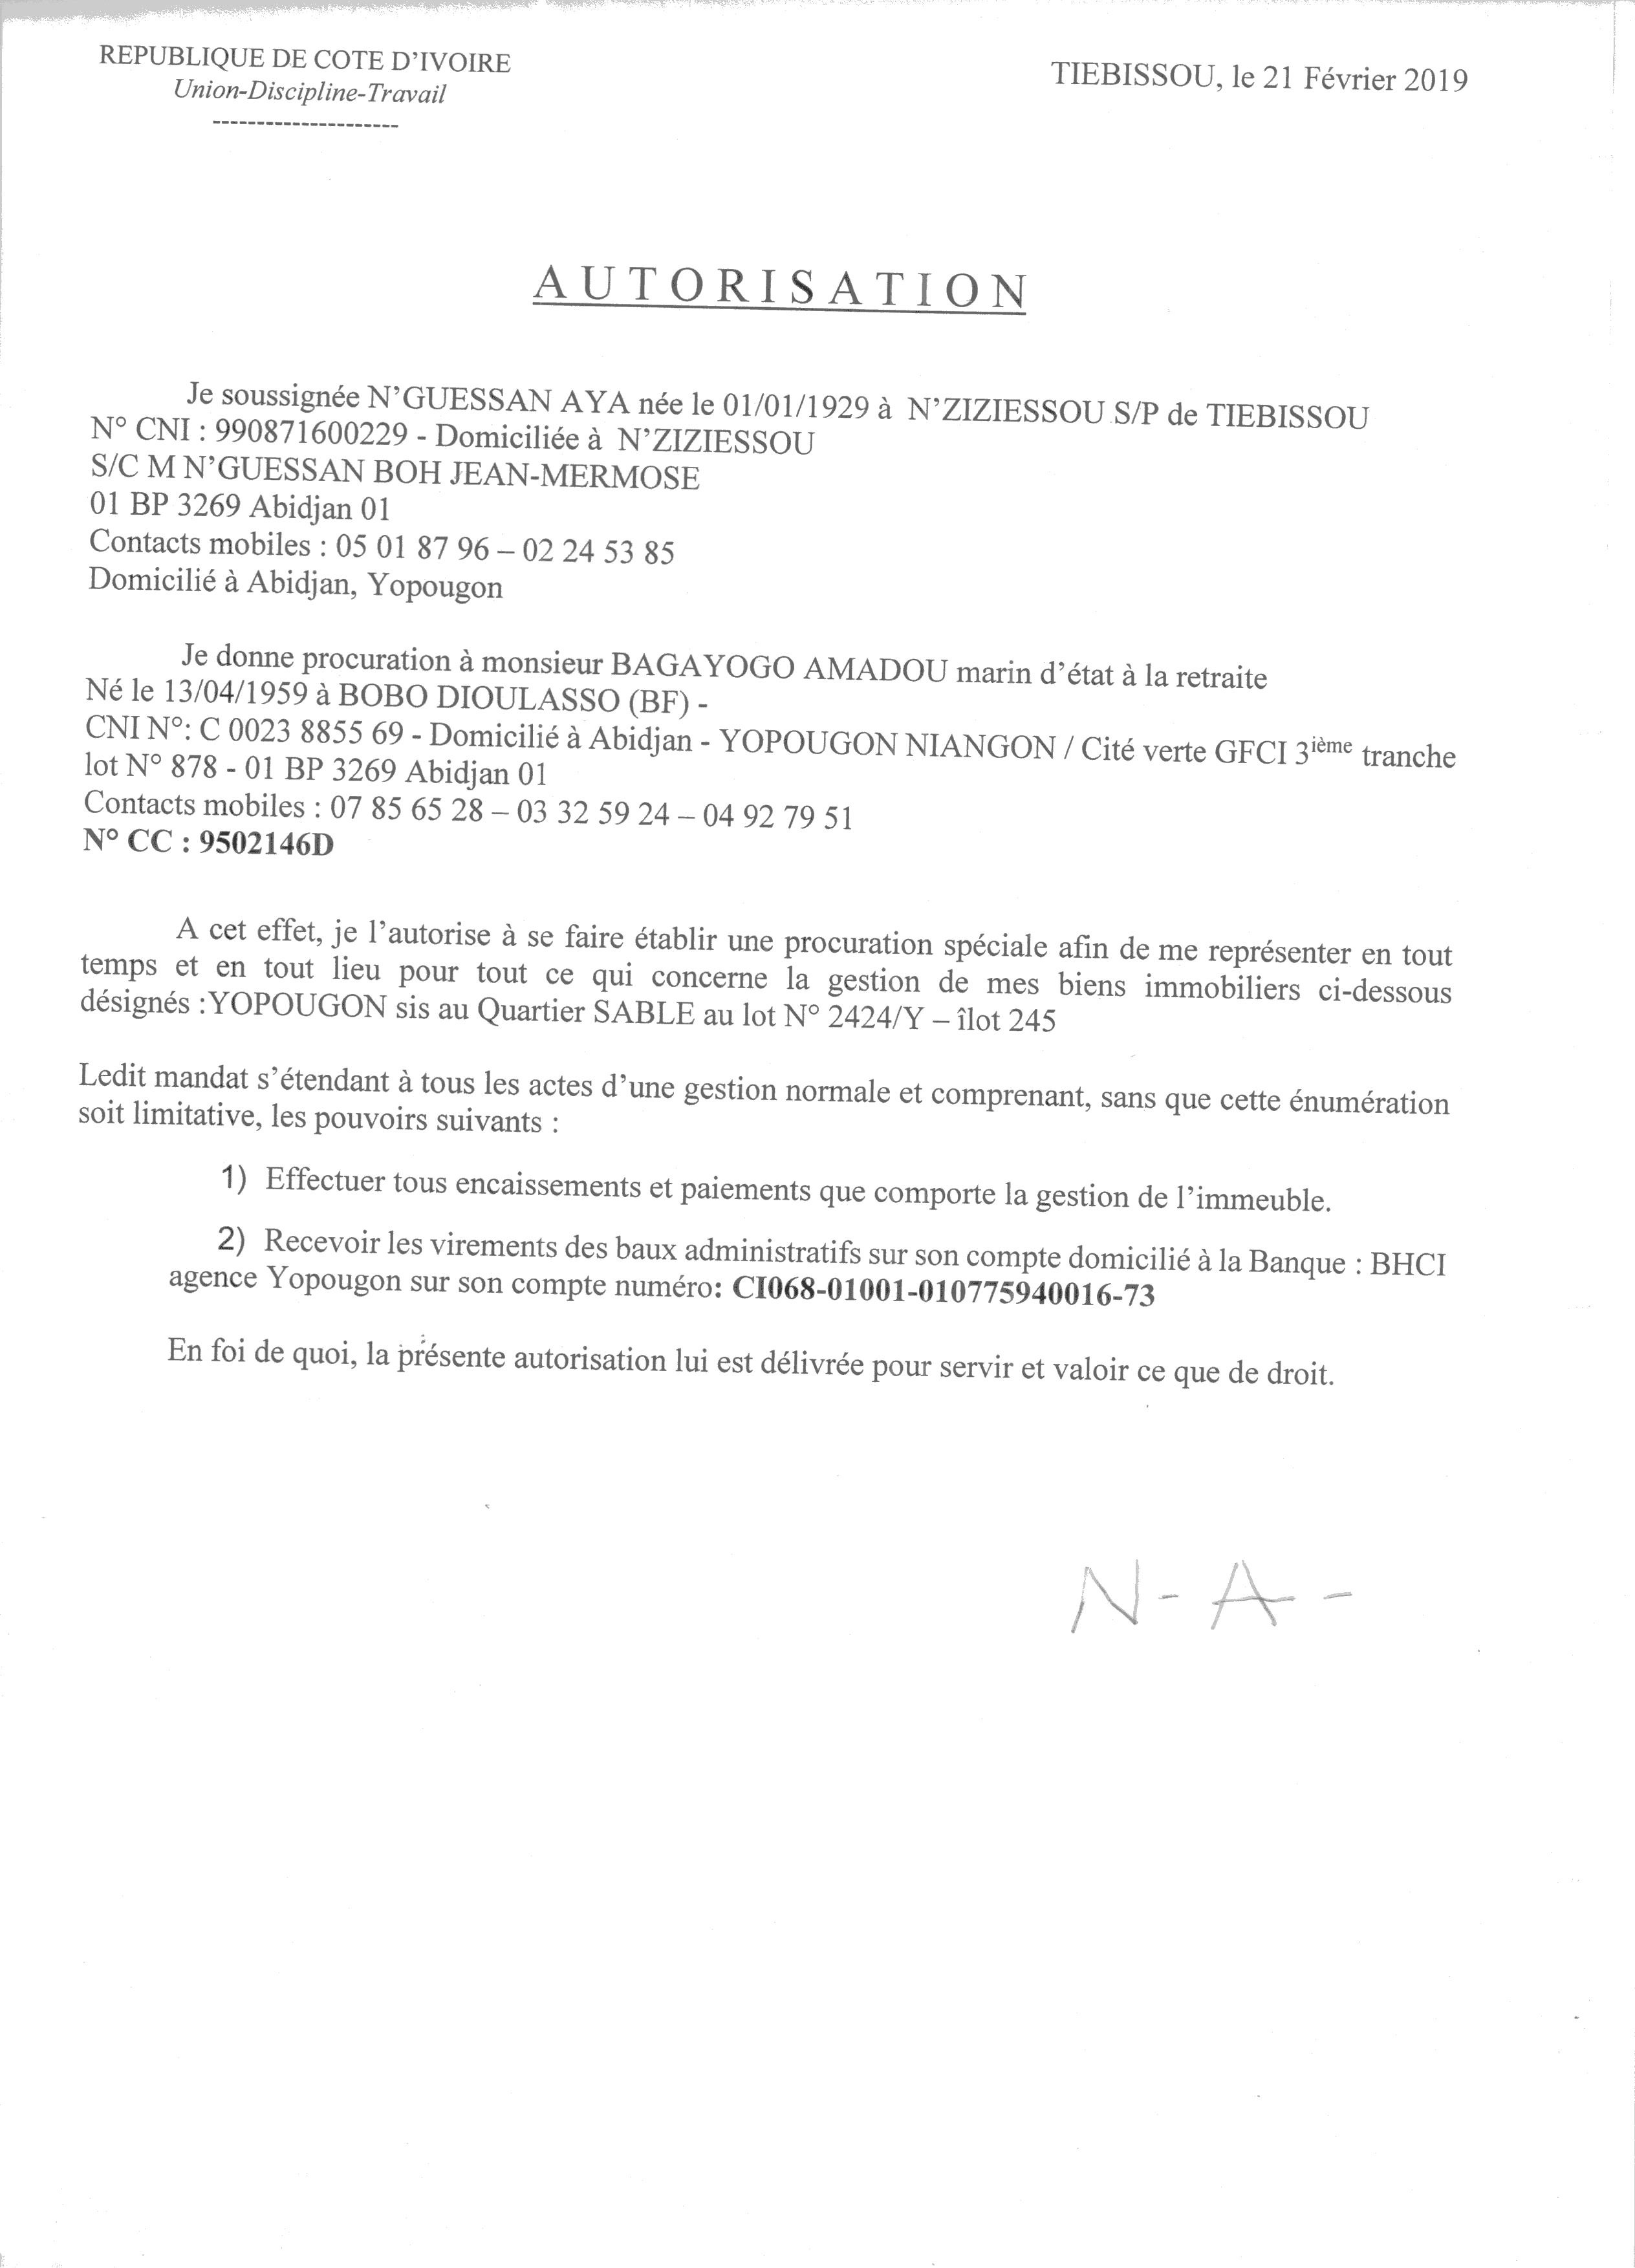 REPUBLIQUE DE COTE D'IVOIRE
Union-Discipline-Travail
---------------------
TIEBISSOU, le 21 Février 2019
AUTORISATION
Je soussignée N'GUESSAN AYA née le 01/01/1929 à N'ZIZIESSOU S/P de TIEBISSOU
N° CNI : 990871600229 - Domiciliée à N'ZIZIESSOU
S/C M N'GUESSAN BOH JEAN-MERMOSE
01 BP 3269 Abidjan 01
Contacts mobiles : 05 01 87 96 – 02 24 53 85
Domicilié à Abidjan, Yopougon
Je donne procuration à monsieur BAGAYOGO AMADOU marin d'état à la retraite
Né le 13/04/1959 à BOBO DIOULASSO (BF) -
CNI N°: C 0023 8855 69 - Domicilié à Abidjan - YOPOUGON NIANGON / Cité verte GFCI 3ième tranche
lot N° 878 - 01 BP 3269 Abidjan 01
Contacts mobiles : 07 85 65 28 – 03 32 59 24 – 04 92 79 51
N° CC : 9502146D
A cet effet, je l'autorise à se faire établir une procuration spéciale afin de me représenter en tout
temps et en tout lieu pour tout ce qui concerne la gestion de mes biens immobiliers ci-dessous
désignés :YOPOUGON sis au Quartier SABLE au lot N° 2424/Y – îlot 245
Ledit mandat s'étendant à tous les actes d'une gestion normale et comprenant, sans que cette énumération
soit limitative, les pouvoirs suivants :
1) Effectuer tous encaissements et paiements que comporte la gestion de l'immeuble.
2) Recevoir les virements des baux administratifs sur son compte domicilié à la Banque : BHCI
agence Yopougon sur son compte numéro: CI068-01001-010775940016-73
En foi de quoi, la présente autorisation lui est délivrée pour servir et valoir ce que de droit.
N-A-